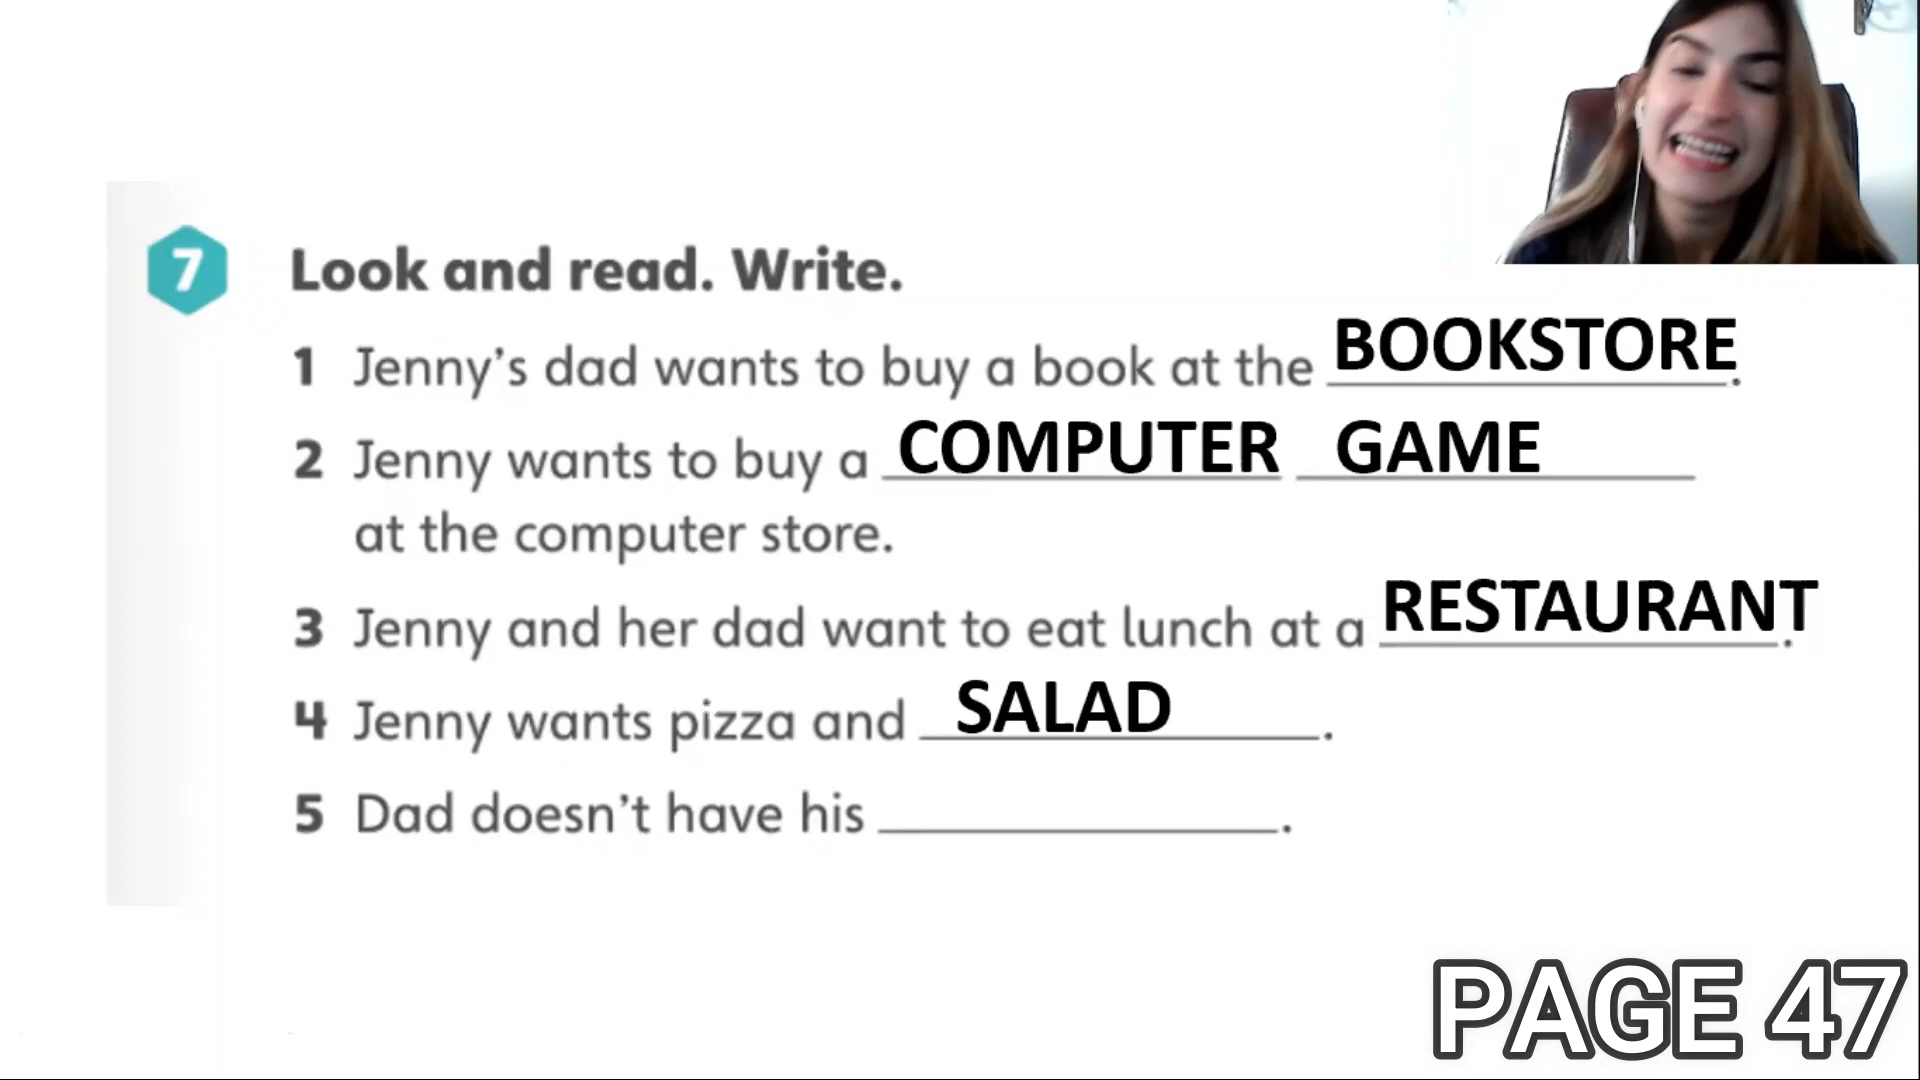 7 Look and read. Write.
1 Jenny's dad wants to buy a book at the BOOKSTORE.
2 Jenny wants to buy a COMPUTER GAME
at the computer store.
3 Jenny and her dad want to eat lunch at a RESTAURANT.
4 Jenny wants pizza and SALAD.
5 Dad doesn't have his ____________.
PAGE 47